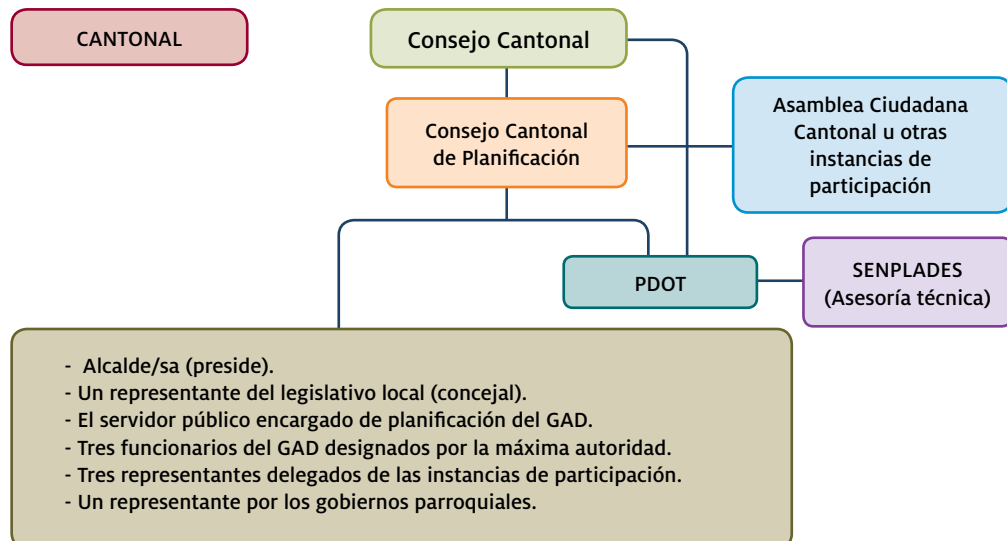 CANTONAL
Consejo Cantonal
Consejo Cantonal
de Planificación
Asamblea Ciudadana
Cantonal u otras
instancias de
participación
PDOT
SENPLADES
(Asesoría técnica)
- Alcalde/sa (preside).
- Un representante del legislativo local (concejal).
- El servidor público encargado de planificación del GAD.
- Tres funcionarios del GAD designados por la máxima autoridad.
- Tres representantes delegados de las instancias de participación.
- Un representante por los gobiernos parroquiales.